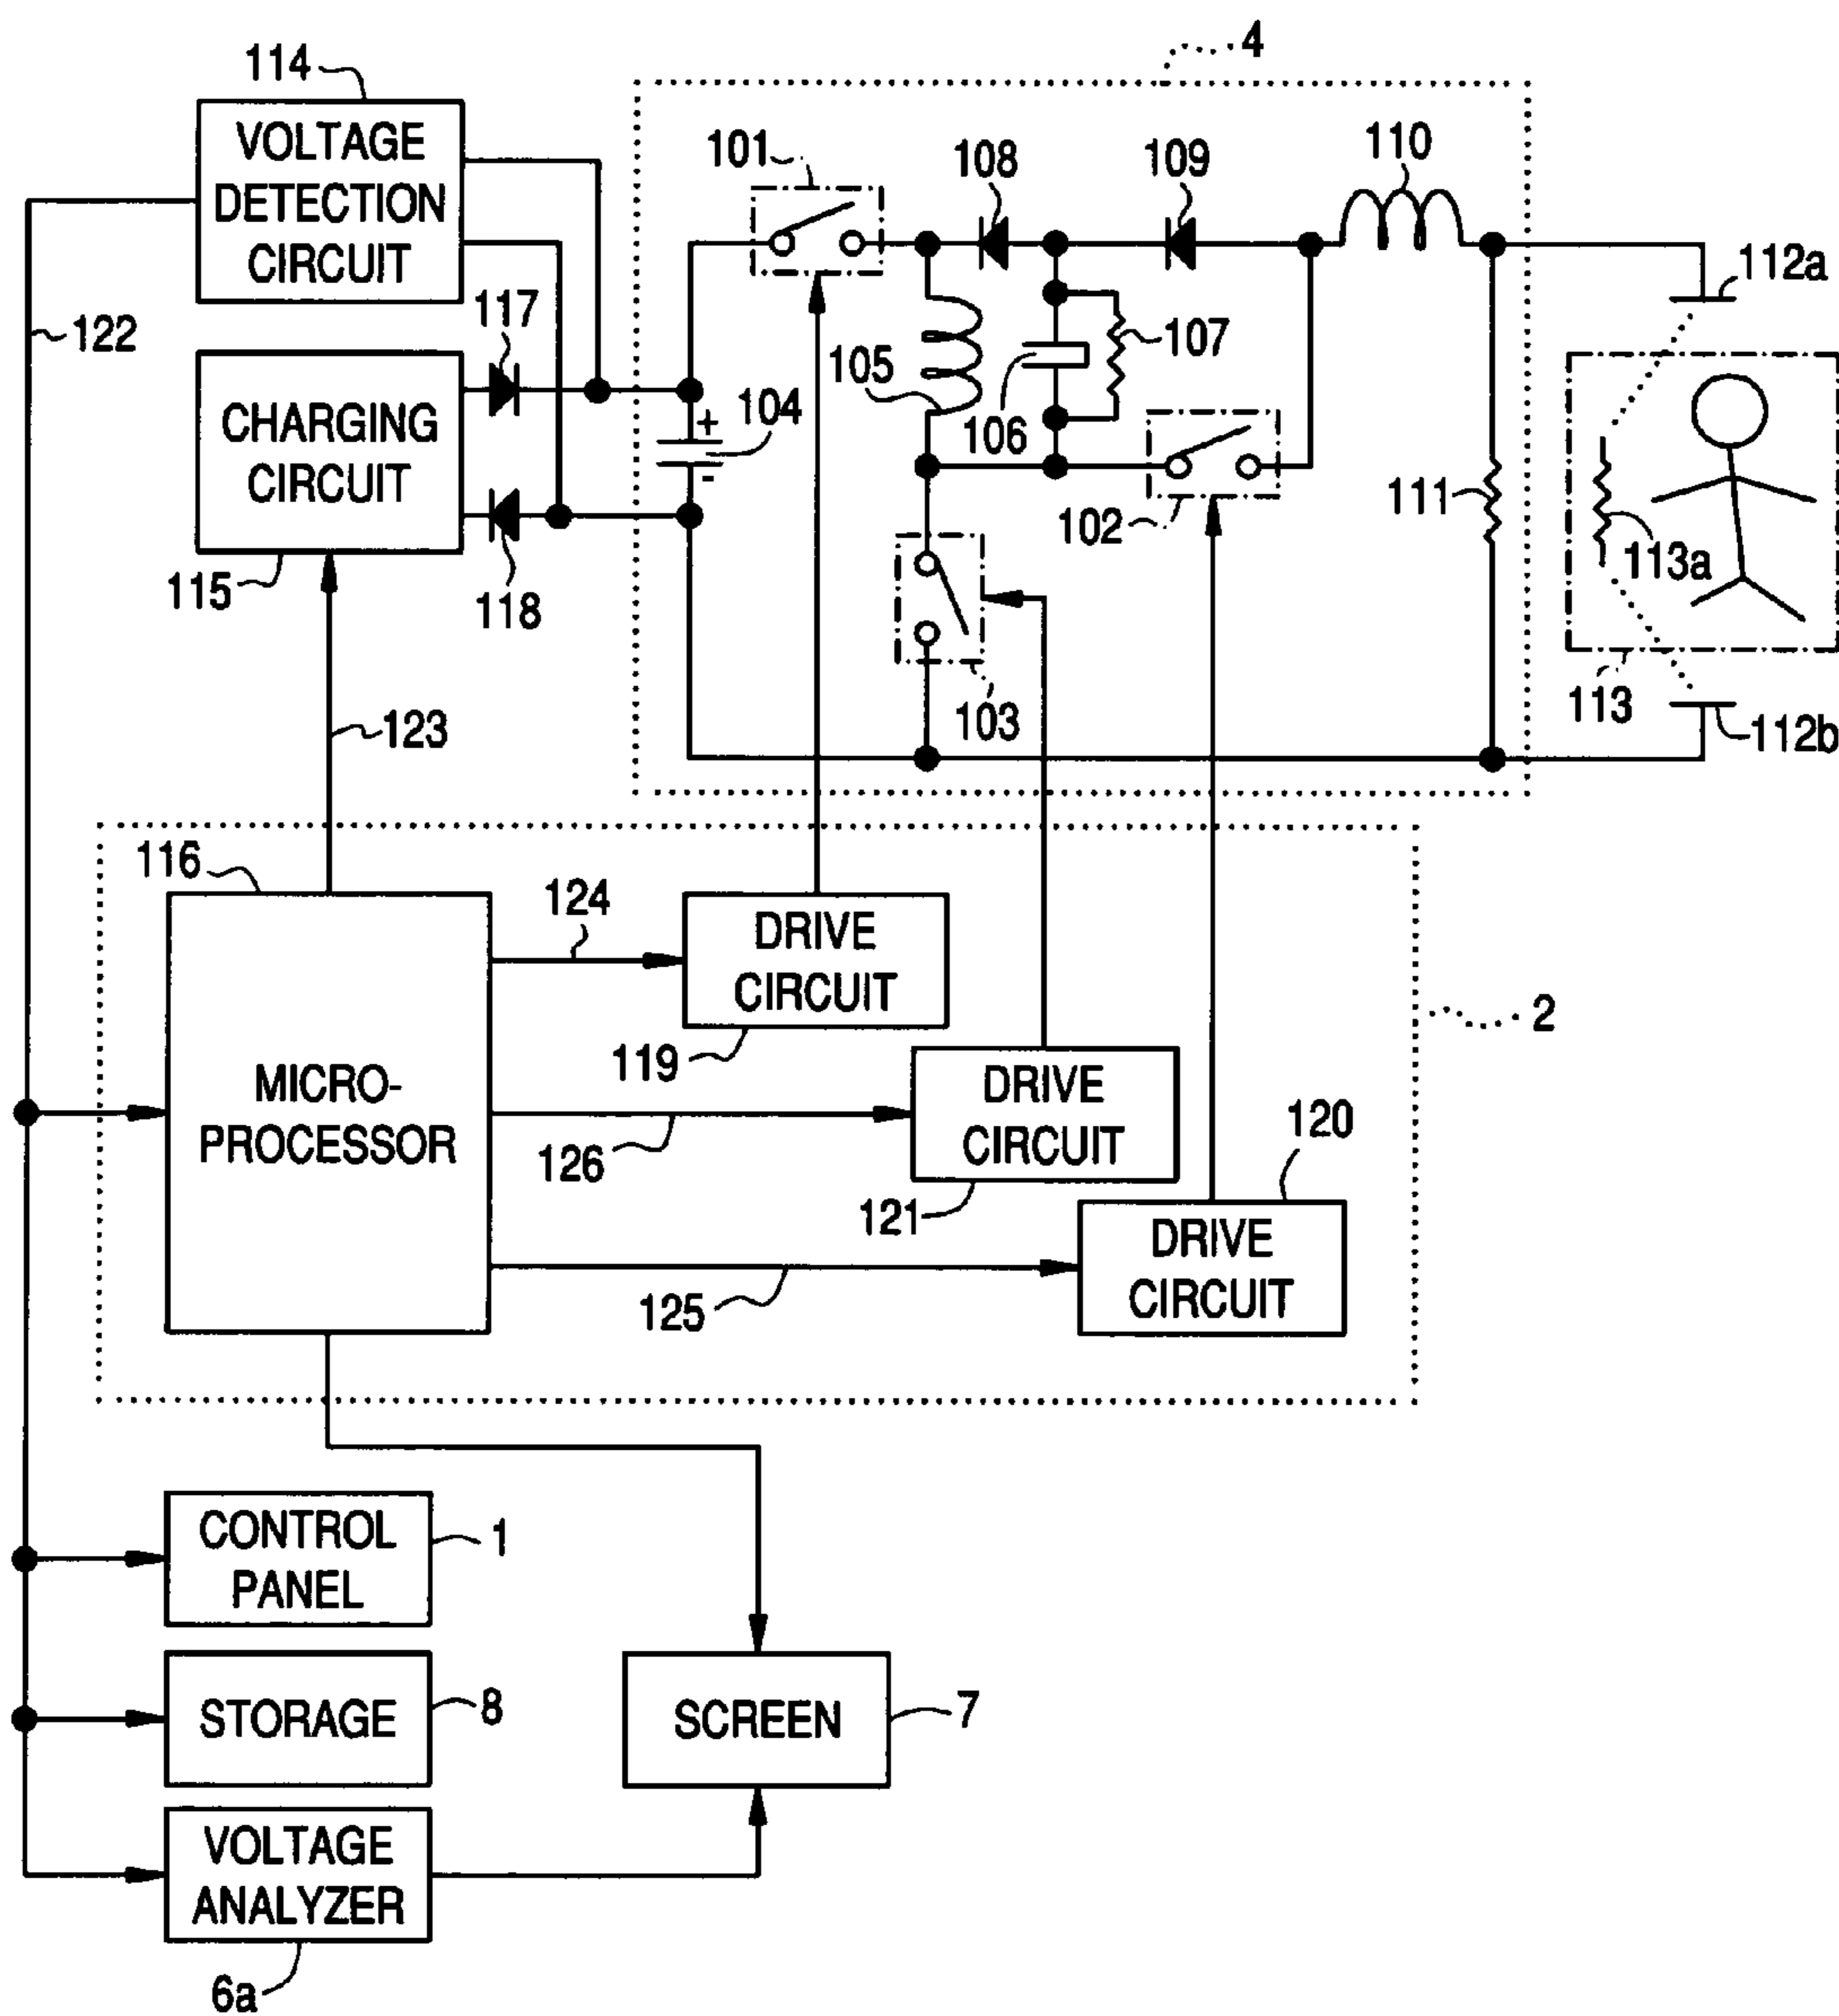 4
114
VOLTAGE
DETECTION
CIRCUIT
101
108
109
110
112a
122
117
105
106
107
CHARGING
CIRCUIT
+
104
-
102
111
113a
115
118
103
113
112b
123
116
124
DRIVE
CIRCUIT
119
2
MICRO-
PROCESSOR
126
DRIVE
CIRCUIT
121
120
125
DRIVE
CIRCUIT
CONTROL
PANEL
1
STORAGE
8
SCREEN
7
VOLTAGE
ANALYZER
6a